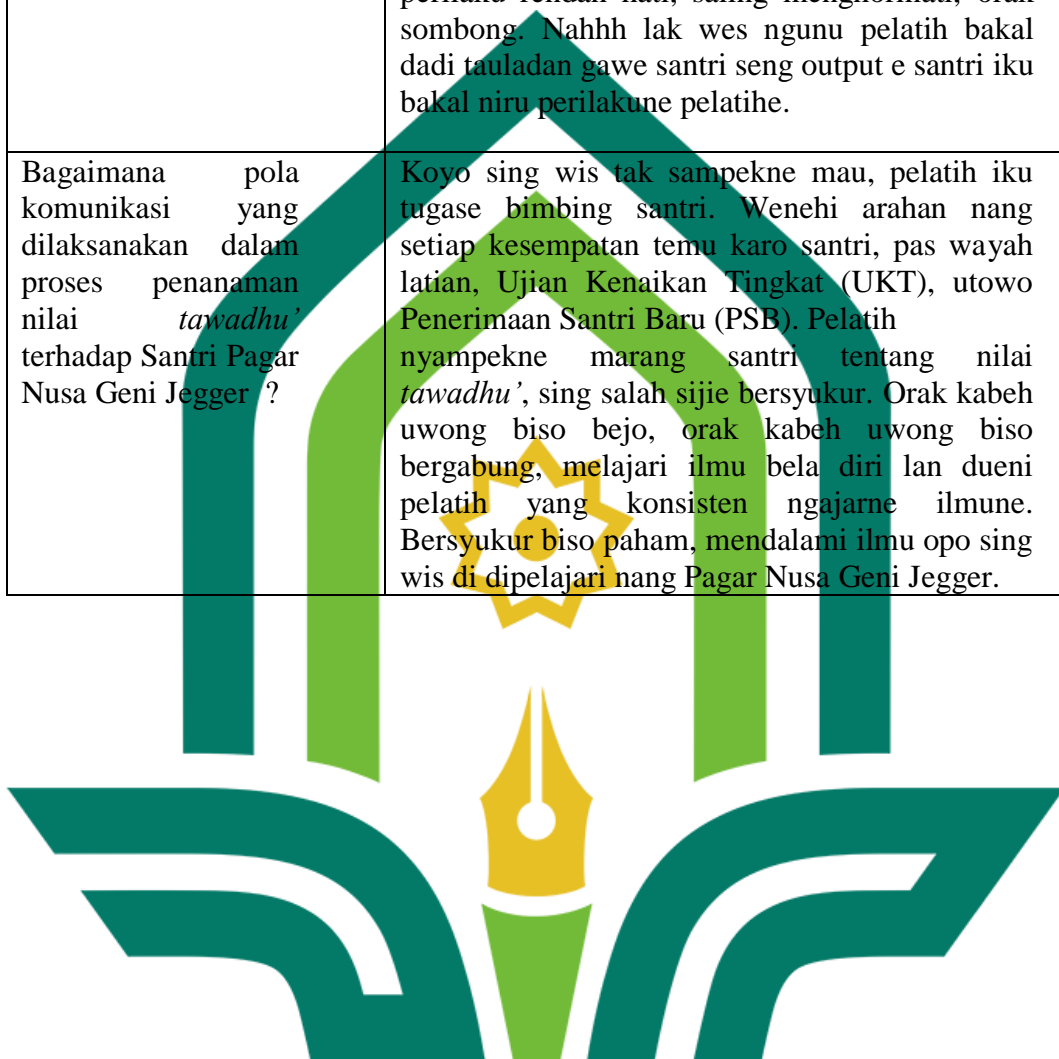 perilaku rendah hati, saling menghormati, orak
sombong. Nahhh lak wes ngunu pelatih bakal
dadi tauladan gawe santri seng output e santri iku
bakal niru perilakune pelatihe.
Bagaimana pola
komunikasi yang
dilaksanakan dalam
proses penanaman
nilai tawadhu’
terhadap Santri Pagar
Nusa Geni Jegger ?
Koyo sing wis tak sampekne mau, pelatih iku
tugase bimbing santri. Wenehi arahan nang
setiap kesempatan temu karo santri, pas wayah
latian, Ujian Kenaikan Tingkat (UKT), utowo
Penerimaan Santri Baru (PSB). Pelatih
nyampekne marang santri tentang nilai
tawadhu’, sing salah sijie bersyukur. Orak kabeh
uwong biso bejo, orak kabeh uwong biso
bergabung, melajari ilmu bela diri lan dueni
pelatih yang konsisten ngajarne ilmune.
Bersyukur biso paham, mendalami ilmu opo sing
wis di dipelajari nang Pagar Nusa Geni Jegger.